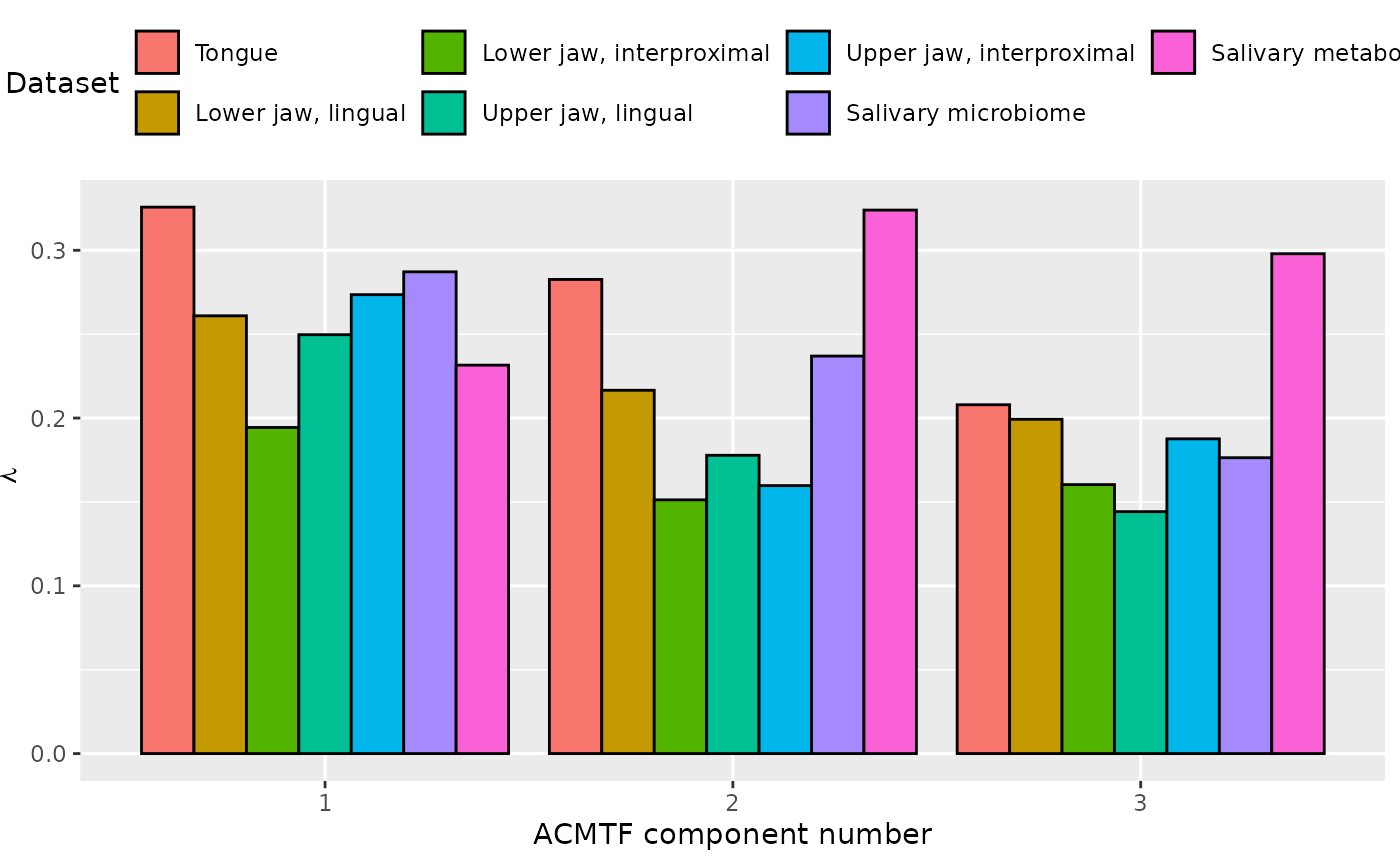 Dataset
Tongue
Lower jaw, interproximal
Upper jaw, interproximal
Salivary metabo
Lower jaw, lingual
Upper jaw, lingual
Salivary microbiome
0.3
0.2
0.1
0.0
λ
1
2
3
ACMTF component number